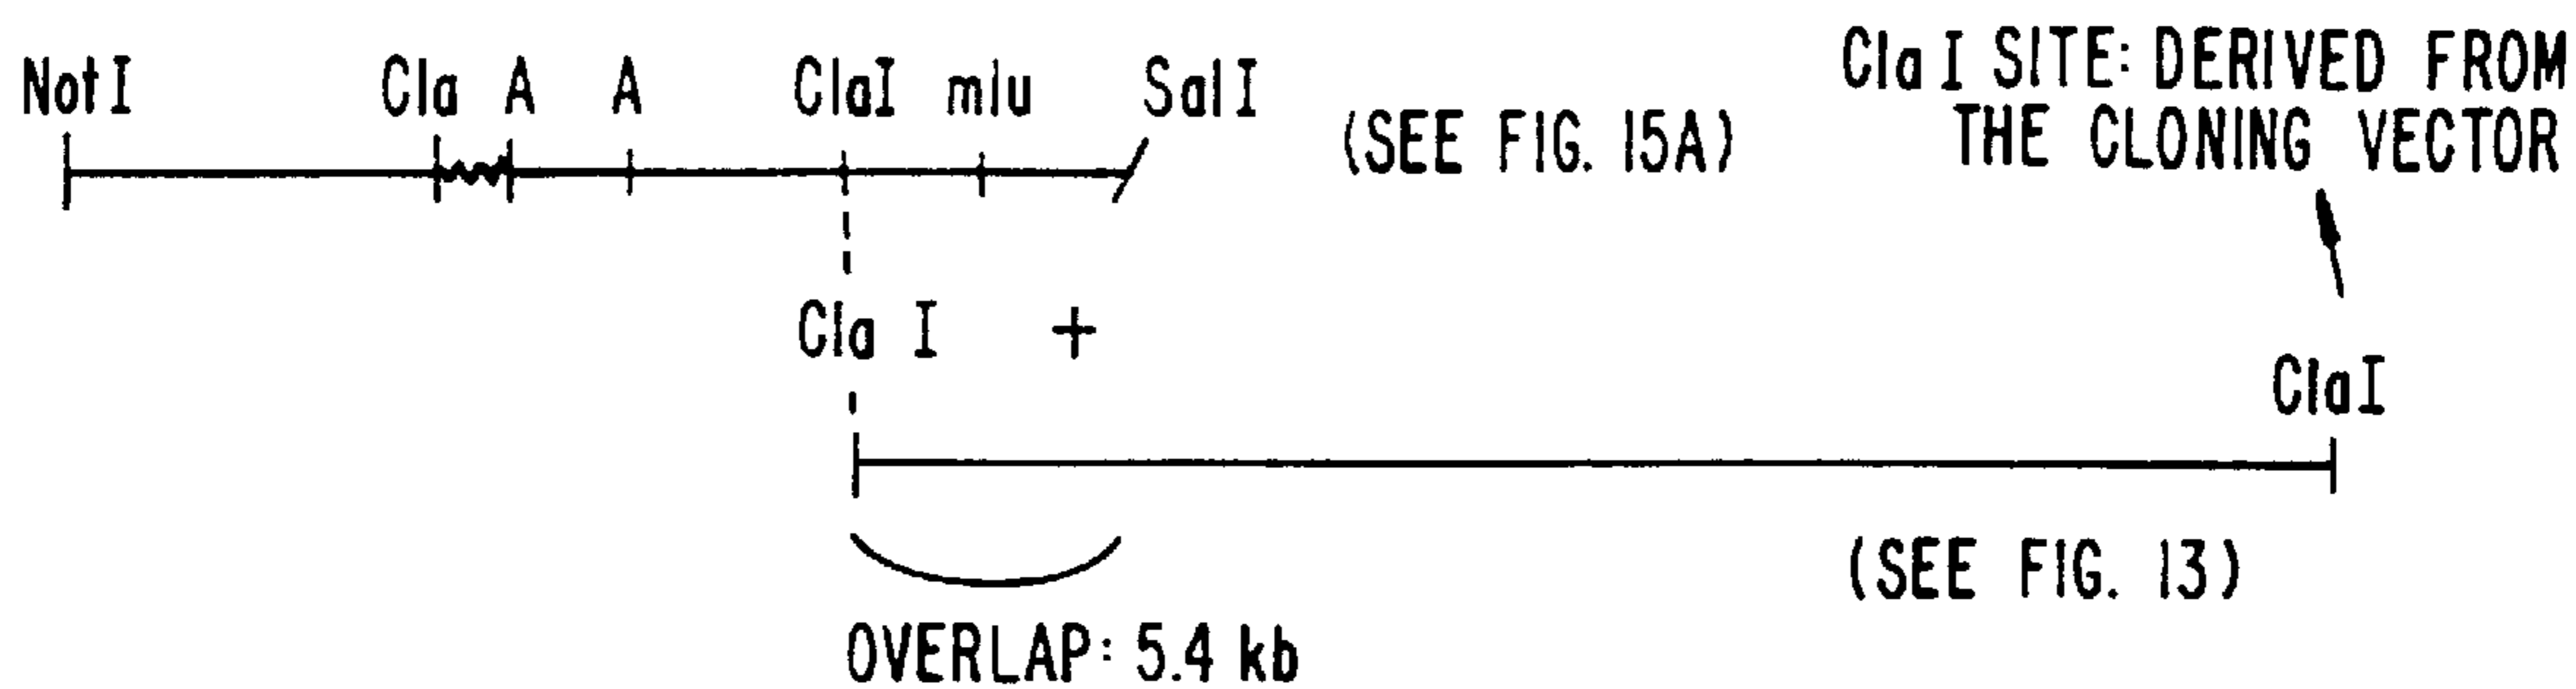 NotI Cla A A ClaI mlu SalI
(SEE FIG. 15A)
ClaI SITE: DERIVED FROM
THE CLONING VECTOR
Cla I +
ClaI
(SEE FIG. 13)
OVERLAP: 5.4 kb